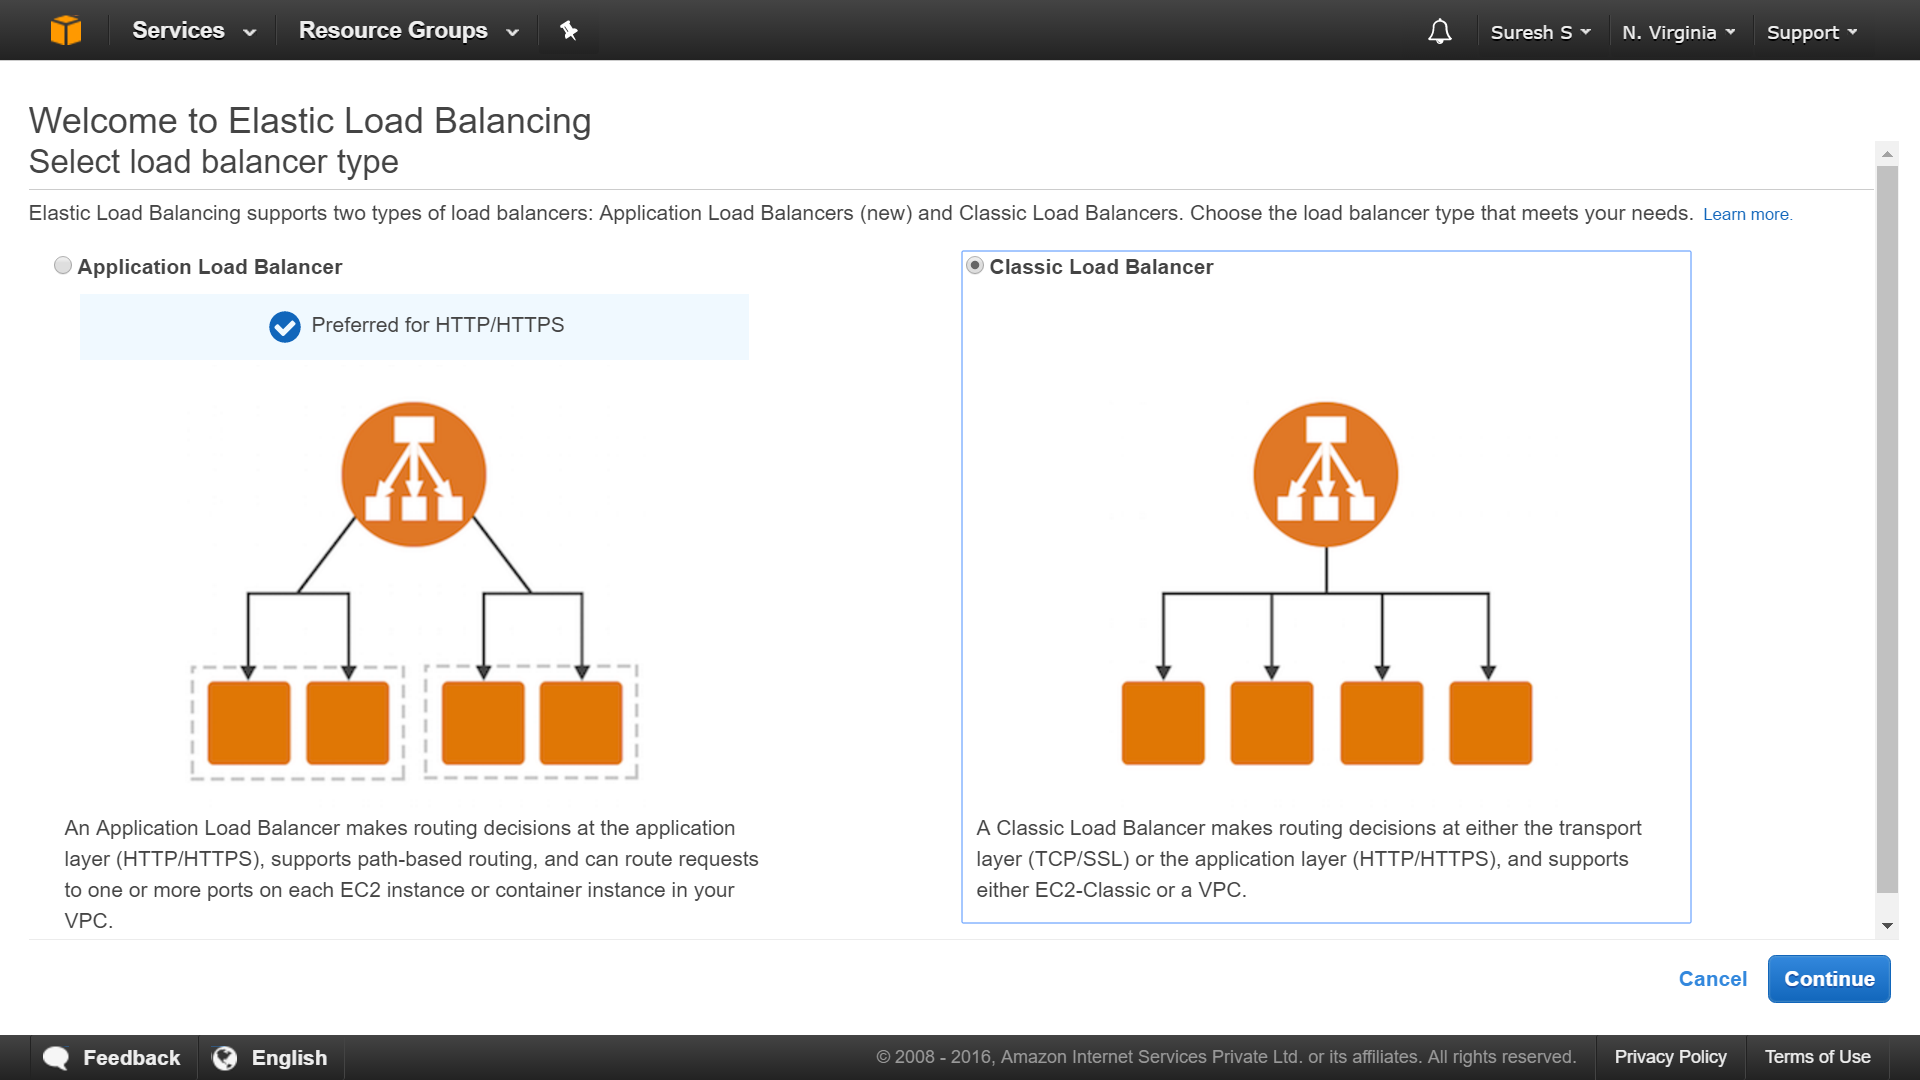 Services
Resource Groups
Suresh S
N. Virginia
Support
Welcome to Elastic Load Balancing
Select load balancer type
Elastic Load Balancing supports two types of load balancers: Application Load Balancers (new) and Classic Load Balancers. Choose the load balancer type that meets your needs. Learn more.
Application Load Balancer
Preferred for HTTP/HTTPS
An Application Load Balancer makes routing decisions at the application
layer (HTTP/HTTPS), supports path-based routing, and can route requests
to one or more ports on each EC2 instance or container instance in your
VPC.
Classic Load Balancer
A Classic Load Balancer makes routing decisions at either the transport
layer (TCP/SSL) or the application layer (HTTP/HTTPS), and supports
either EC2-Classic or a VPC.
Cancel
Continue
Feedback
English
© 2008 - 2016, Amazon Internet Services Private Ltd. or its affiliates. All rights reserved.
Privacy Policy
Terms of Use